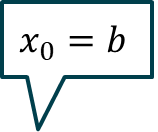 x₀ = b